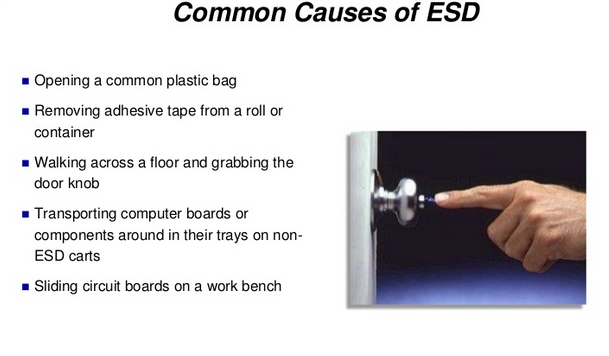 Common Causes of ESD
Opening a common plastic bag
Removing adhesive tape from a roll or
container
Walking across a floor and grabbing the
door knob
Transporting computer boards or
components around in their trays on non-
ESD carts
Sliding circuit boards on a work bench